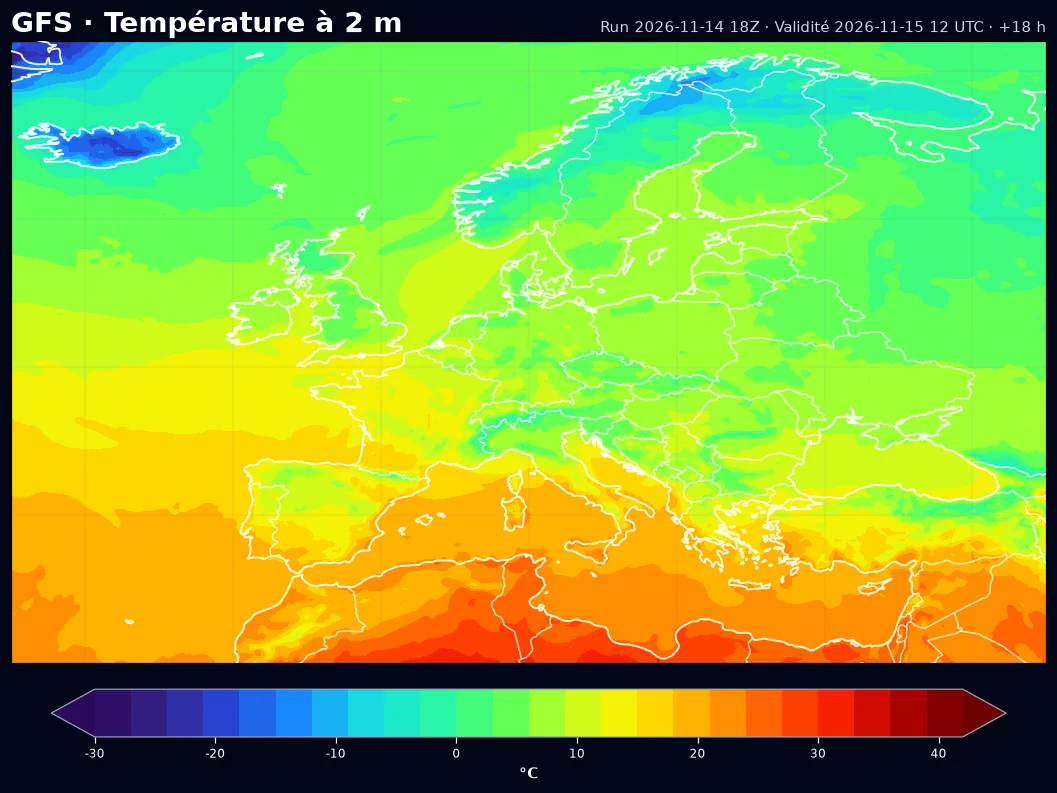 GFS · Température à 2 m
Run 2026-11-14 18Z · Validité 2026-11-15 12 UTC · +18 h
-30 -20 -10 0 10 20 30 40
°C